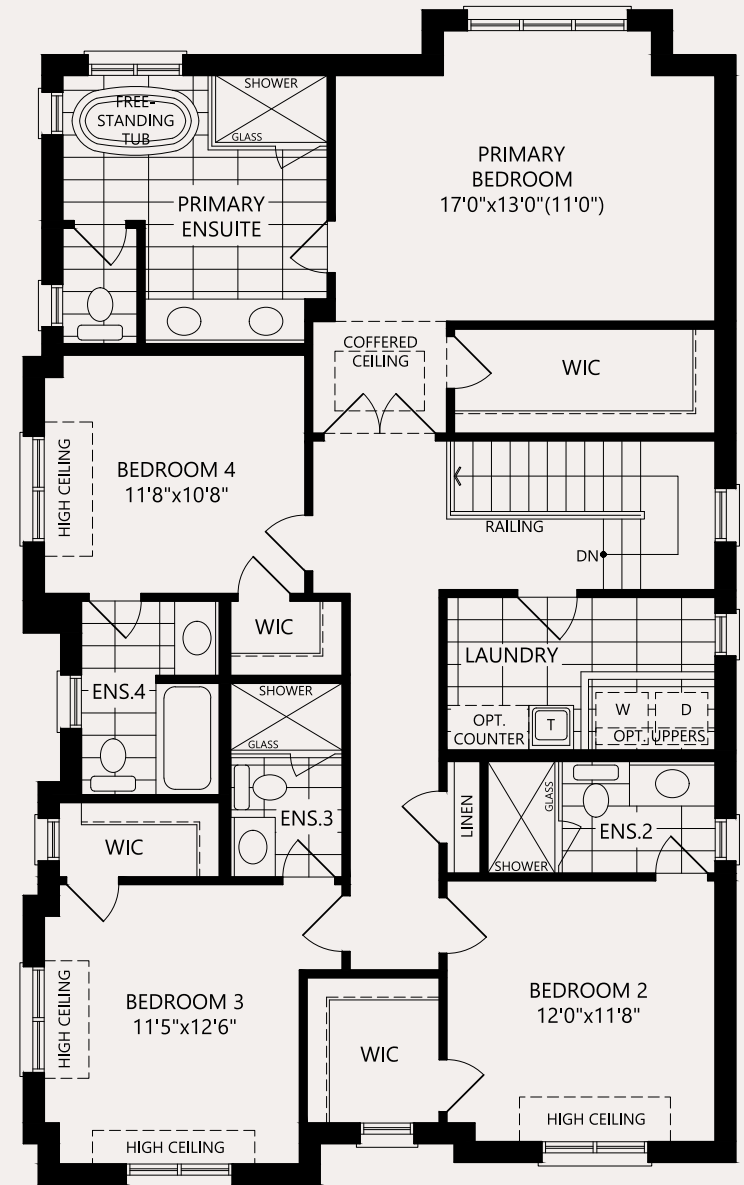 SHOWER
FREE-
STANDING
TUB
GLASS
PRIMARY
BEDROOM
17'0"x13'0"(11'0")
PRIMARY
ENSUITE
COFFERED
CEILING
WIC
HIGH CEILING
BEDROOM 4
11'8"x10'8"
RAILING
DN
WIC
LAUNDRY
ENS.4
SHOWER
GLASS
OPT.
COUNTER
T
W
D
OPT. UPPERS
ENS.3
LINEN
GLASS
SHOWER
ENS.2
WIC
HIGH CEILING
BEDROOM 3
11'5"x12'6"
BEDROOM 2
12'0"x11'8"
WIC
HIGH CEILING
HIGH CEILING